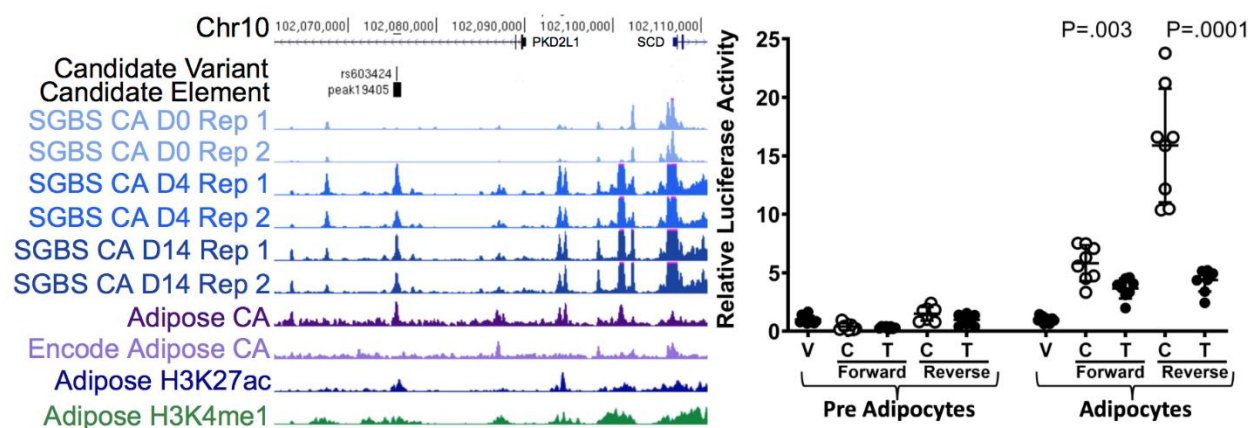 Chr10
102,070,000| 102,080,000| 102,090,000| 102,100,000| 102,110,000|
PKD2L1 SCD
Candidate Variant rs603424
Candidate Element peak19405
SGBS CA D0 Rep 1
SGBS CA D0 Rep 2
SGBS CA D4 Rep 1
SGBS CA D4 Rep 2
SGBS CA D14 Rep 1
SGBS CA D14 Rep 2
Adipose CA
Encode Adipose CA
Adipose H3K27ac
Adipose H3K4me1
Relative Luciferase Activity
P=.003 P=.0001
25
20
15
10
5
0
V C T C T V C T C T
Forward Reverse Forward Reverse
Pre Adipocytes Adipocytes